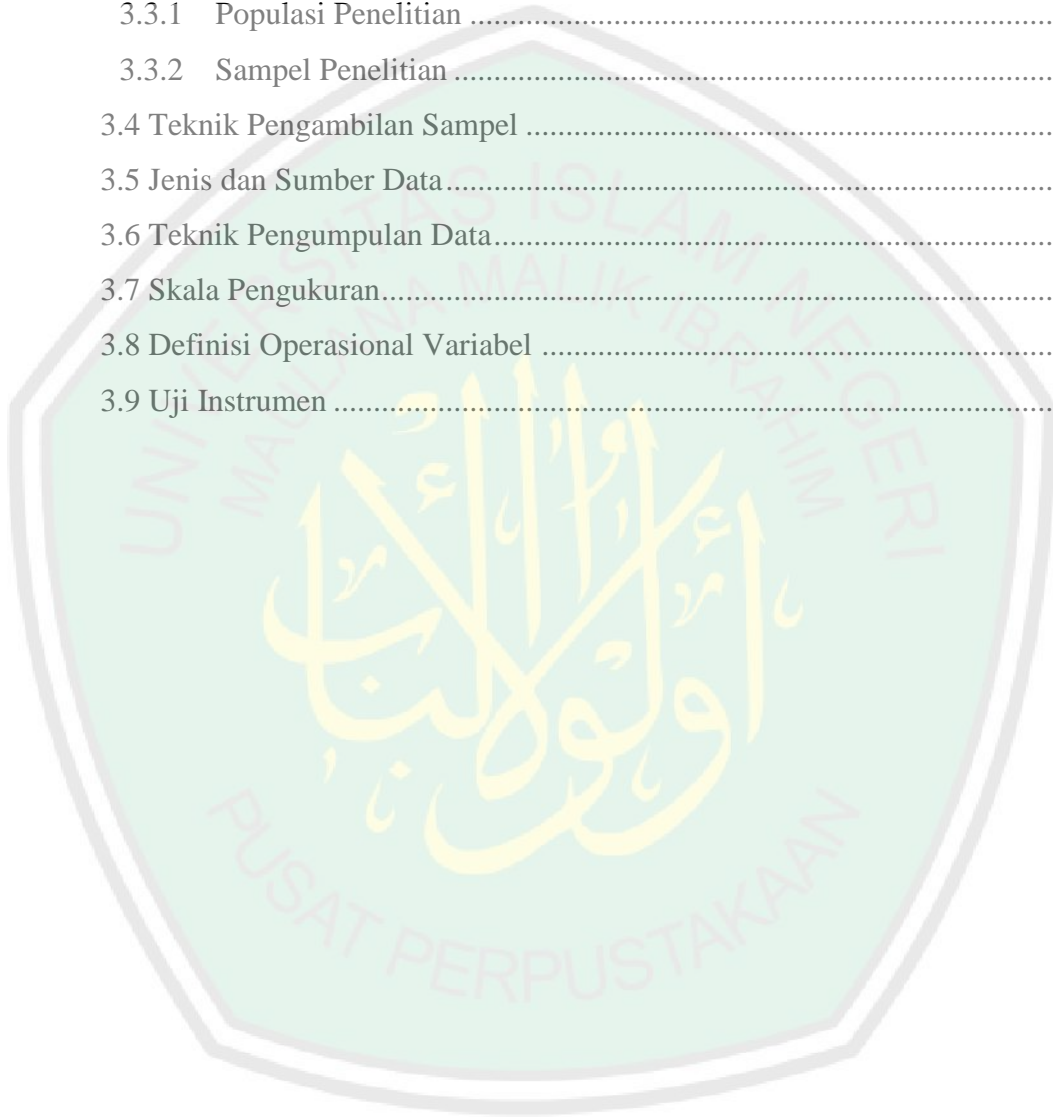 3.3.1 Populasi Penelitian ..........................................................................
3.3.2 Sampel Penelitian ............................................................................
3.4 Teknik Pengambilan Sampel ..................................................................
3.5 Jenis dan Sumber Data............................................................................
3.6 Teknik Pengumpulan Data......................................................................
3.7 Skala Pengukuran....................................................................................
3.8 Definisi Operasional Variabel ................................................................
3.9 Uji Instrumen ..........................................................................................
UNIVERSITAS ISLAM NEGERI
MAULANA MALIK IBRAHIM
أولوا الألباب
PUSAT PERPUSTAKAAN